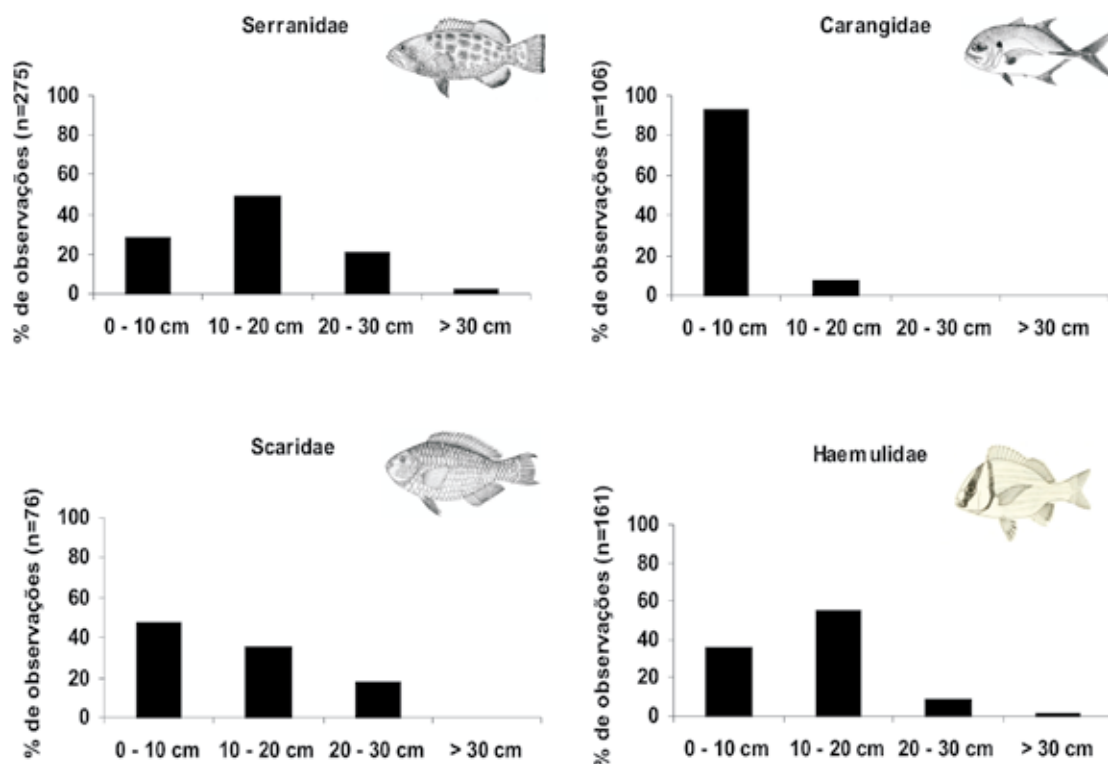 Serranidae
% de observações (n=275)
100
80
60
40
20
0
0 - 10 cm 10 - 20 cm 20 - 30 cm > 30 cm
Carangidae
% de observações (n=106)
100
80
60
40
20
0
0 - 10 cm 10 - 20 cm 20 - 30 cm > 30 cm
Scaridae
% de observações (n=76)
100
80
60
40
20
0
0 - 10 cm 10 - 20 cm 20 - 30 cm > 30 cm
Haemulidae
% de observações (n=161)
100
80
60
40
20
0
0 - 10 cm 10 - 20 cm 20 - 30 cm > 30 cm